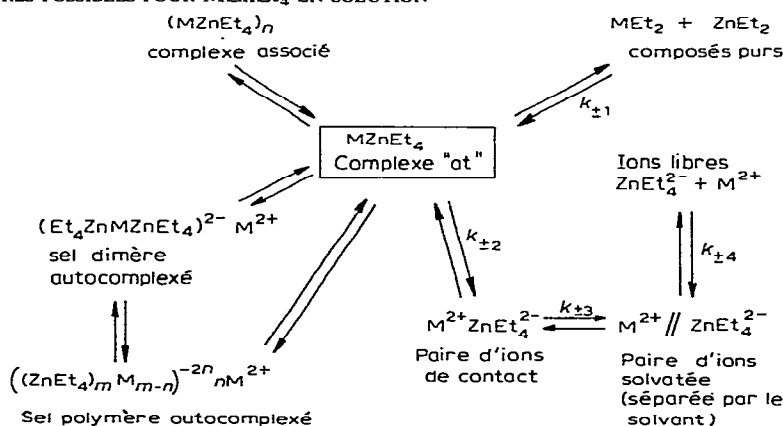 (MZnEt₄)ₙ
complexe associé
MEt₂ + ZnEt₂
composés purs
k±1
MZnEt₄
Complexe "at"
Ions libres
ZnEt₄²⁻ + M²⁺
(Et₄ZnMZnEt₄)²⁻ M²⁺
sel dimère
autocomplexé
k±2
k±4
M²⁺ZnEt₄²⁻
k±3
M²⁺ // ZnEt₄²⁻
Paire d'ions
de contact
Paire d'ions
solvatée
(séparée par le
solvant)
((ZnEt₄)ₘ Mₘ₋ₙ)⁻²ⁿ nM²⁺
Sel polymère autocomplexé